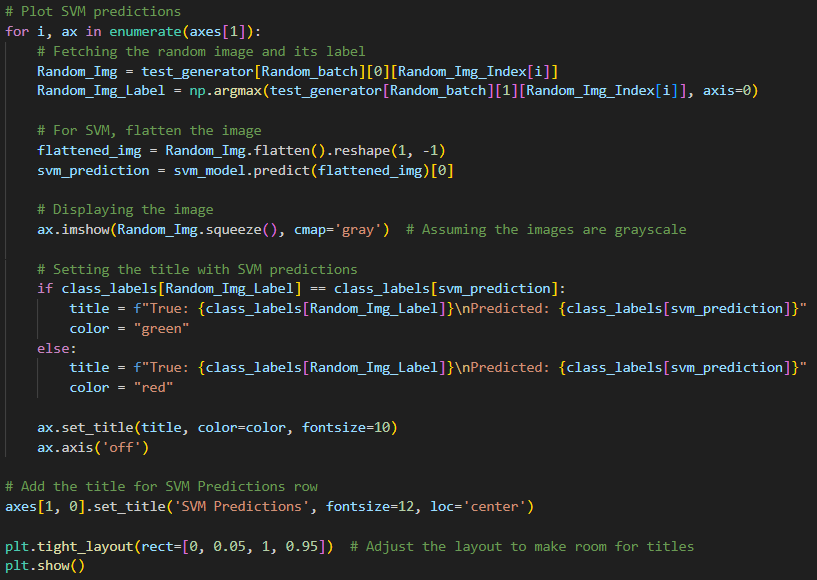 # Plot SVM predictions
for i, ax in enumerate(axes[1]):
    # Fetching the random image and its label
    Random_Img = test_generator[Random_batch][0][Random_Img_Index[i]]
    Random_Img_Label = np.argmax(test_generator[Random_batch][1][Random_Img_Index[i]], axis=0)

    # For SVM, flatten the image
    flattened_img = Random_Img.flatten().reshape(1, -1)
    svm_prediction = svm_model.predict(flattened_img)[0]

    # Displaying the image
    ax.imshow(Random_Img.squeeze(), cmap='gray')  # Assuming the images are grayscale

    # Setting the title with SVM predictions
    if class_labels[Random_Img_Label] == class_labels[svm_prediction]:
        title = f"True: {class_labels[Random_Img_Label]}\nPredicted: {class_labels[svm_prediction]}"
        color = "green"
    else:
        title = f"True: {class_labels[Random_Img_Label]}\nPredicted: {class_labels[svm_prediction]}"
        color = "red"

    ax.set_title(title, color=color, fontsize=10)
    ax.axis('off')

# Add the title for SVM Predictions row
axes[1, 0].set_title('SVM Predictions', fontsize=12, loc='center')

plt.tight_layout(rect=[0, 0.05, 1, 0.95])  # Adjust the layout to make room for titles
plt.show()